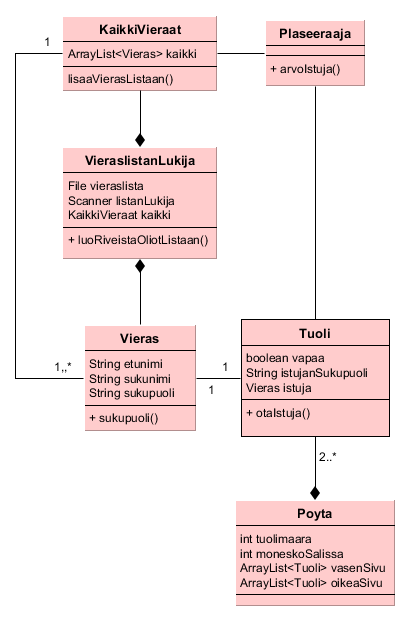 KaikkiVieraat
ArrayList<Vieras> kaikki
lisaaVierasListaan()
Plaseeraaja
+ arvoIstuja()
1
VieraslistanLukija
File vieraslista
Scanner listanLukija
KaikkiVieraat kaikki
+ luoRiveistaOliotListaan()
Vieras
String etunimi
String sukunimi
String sukupuoli
+ sukupuoli()
1,,*
1
1
Tuoli
boolean vapaa
String istujanSukupuoli
Vieras istuja
+ otaIstuja()
2..*
Poyta
int tuolimaara
int moneskoSalissa
ArrayList<Tuoli> vasenSivu
ArrayList<Tuoli> oikeaSivu